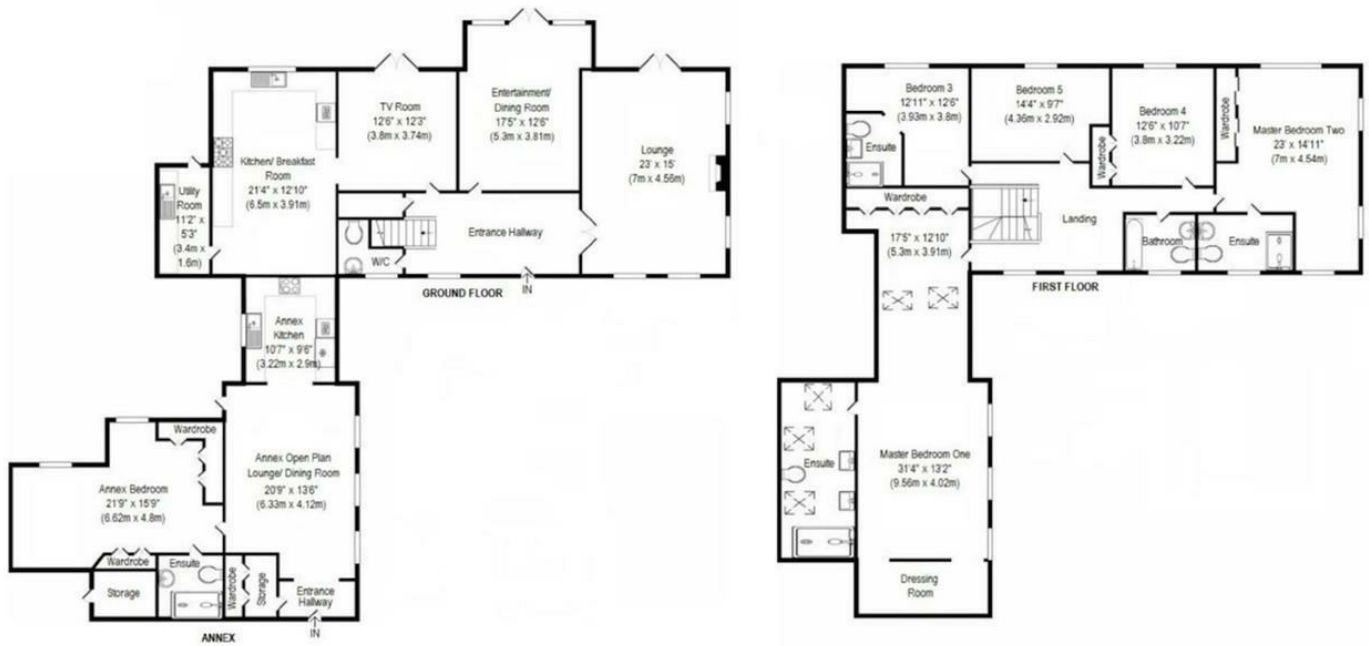 Kitchen/ Breakfast
Room
21'4" x 12'10"
(6.5m x 3.91m)
TV Room
12'6" x 12'3"
(3.8m x 3.74m)
Entertainment/
Dining Room
17'5" x 12'6"
(5.3m x 3.81m)
Lounge
23' x 15'
(7m x 4.56m)
Utility
Room
11'2" x
5'3"
(3.4m x
1.6m)
W/C
Entrance Hallway
IN
GROUND FLOOR
Annex
Kitchen
10'7" x 9'6"
(3.22m x 2.9m)
Wardrobe
Annex Bedroom
21'9" x 15'9"
(6.62m x 4.8m)
Annex Open Plan
Lounge/ Dining Room
20'9" x 13'6"
(6.33m x 4.12m)
Wardrobe
Storage
Ensuite
Wardrobe
Storage
Entrance
Hallway
IN
ANNEX
Bedroom 3
12'11" x 12'6"
(3.93m x 3.8m)
Ensuite
Bedroom 5
14'4" x 9'7"
(4.36m x 2.92m)
Wardrobe
Bedroom 4
12'6" x 10'7"
(3.8m x 3.22m)
Wardrobe
Master Bedroom Two
23' x 14'11"
(7m x 4.54m)
Wardrobe
17'5" x 12'10"
(5.3m x 3.91m)
Landing
Bathroom
Ensuite
FIRST FLOOR
Ensuite
Master Bedroom One
31'4" x 13'2"
(9.56m x 4.02m)
Dressing
Room